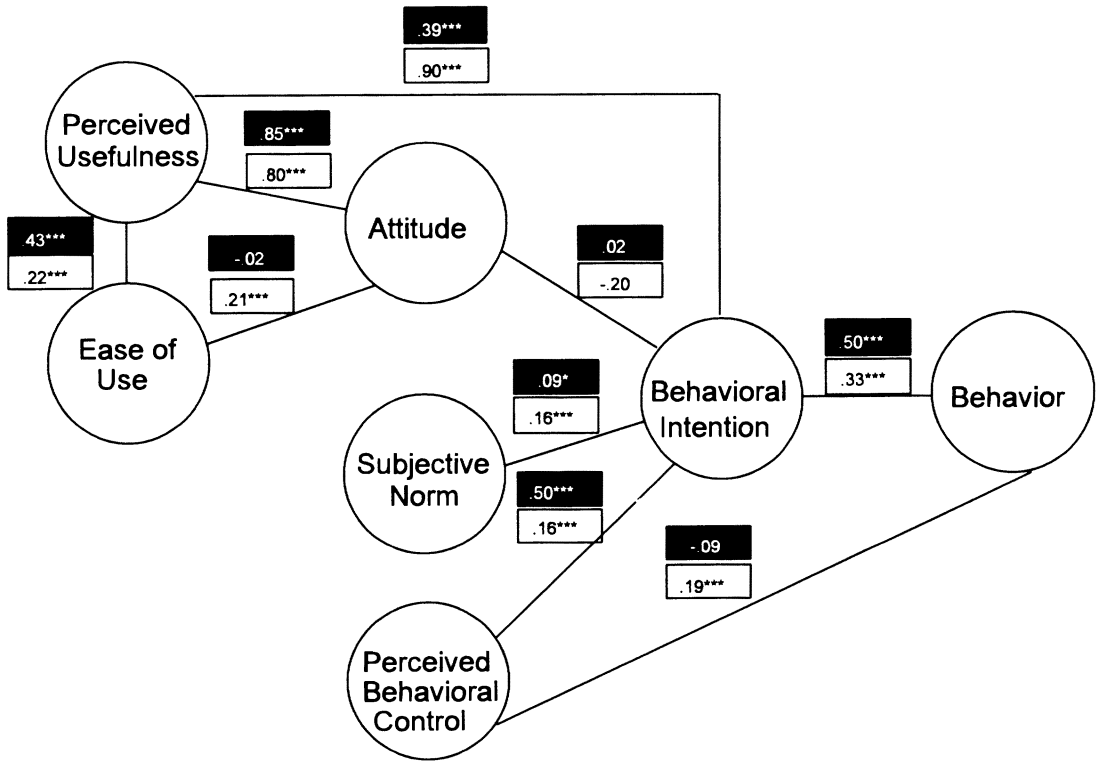 .39***
.90***
Perceived
Usefulness
.85***
.80***
Attitude
.43***
.22***
-.02
.21***
.02
-.20
Ease of
Use
.50***
.33***
.09*
.16***
Behavioral
Intention
Behavior
Subjective
Norm
.50***
.16***
-.09
.19***
Perceived
Behavioral
Control